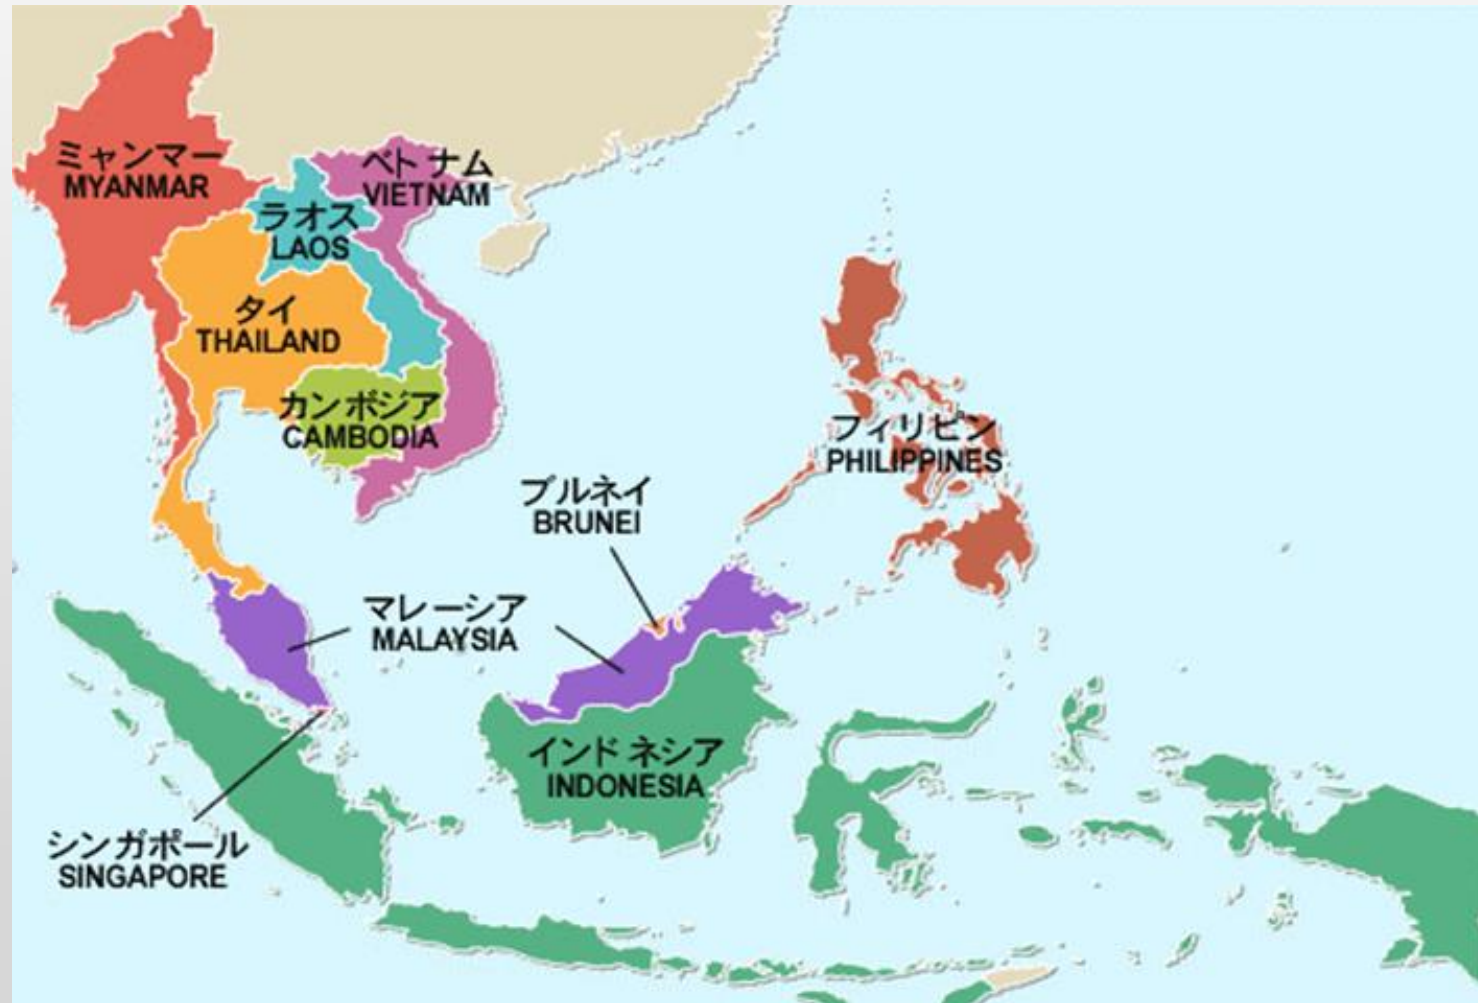 ミャンマー
MYANMAR
ベトナム
VIETNAM
ラオス
LAOS
タイ
THAILAND
カンボジア
CAMBODIA
フィリピン
PHILIPPINES
ブルネイ
BRUNEI
マレーシア
MALAYSIA
インドネシア
INDONESIA
シンガポール
SINGAPORE